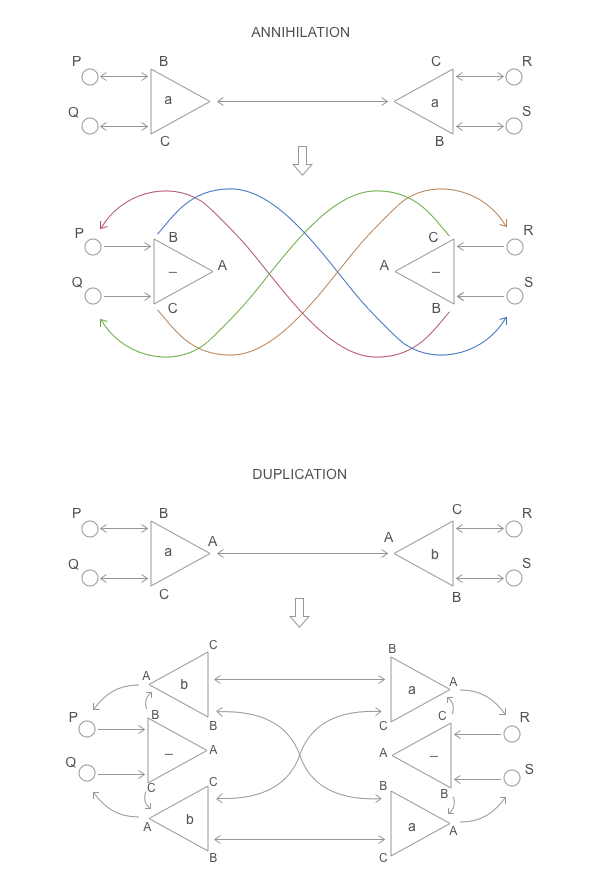 ANNIHILATION
P B C R
a a
Q C B S
P B C R
– A A –
Q C B S
DUPLICATION
P B C R
A A
a b
Q C B S
C B
A b a A
B C
P B C R
– A A –
Q C B S
C B
b a
A A
B C